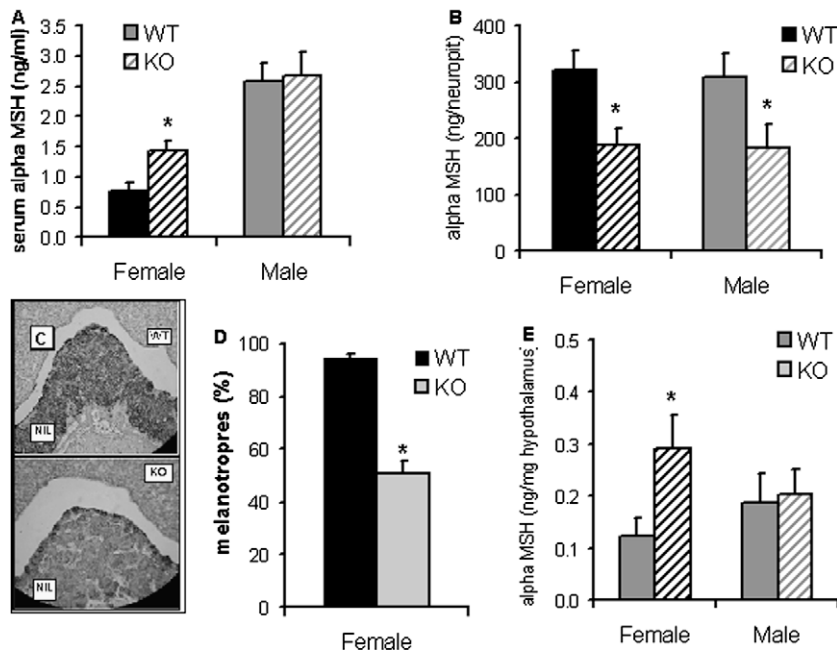 A
serum alpha MSH (ng/ml)
3.5
3.0
2.5
2.0
1.5
1.0
0.5
0.0
WT
KO
*
Female
Male
B
alpha MSH (ng/neuropit)
400
300
200
100
0
WT
KO
*
*
Female
Male
C
WT
NIL
KO
NIL
D
melanotropres (%)
100
80
60
40
20
0
WT
KO
*
Female
E
alpha MSH (ng/mg hypothalamus)
0.5
0.4
0.3
0.2
0.1
0.0
WT
KO
*
Female
Male